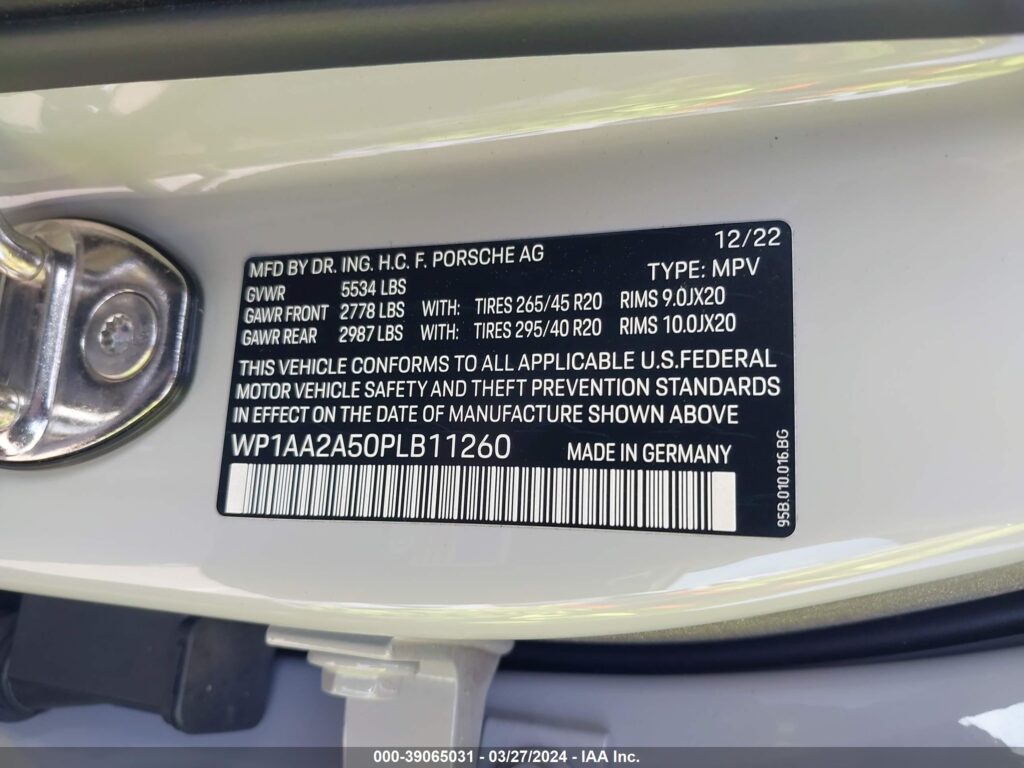 12/22
MFD BY DR. ING. H.C. F. PORSCHE AG
TYPE: MPV
GVWR 5534 LBS
GAWR FRONT 2778 LBS WITH: TIRES 265/45 R20 RIMS 9.0JX20
GAWR REAR 2987 LBS WITH: TIRES 295/40 R20 RIMS 10.0JX20
THIS VEHICLE CONFORMS TO ALL APPLICABLE U.S.FEDERAL
MOTOR VEHICLE SAFETY AND THEFT PREVENTION STANDARDS
IN EFFECT ON THE DATE OF MANUFACTURE SHOWN ABOVE
WP1AA2A50PLB11260 MADE IN GERMANY
95B.010.016.BG
000-39065031 - 03/27/2024 - IAA Inc.